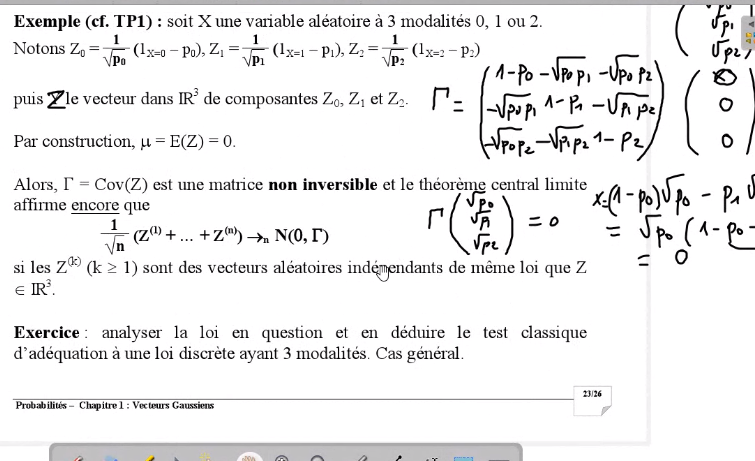 Exemple (cf. TP1) : soit X une variable aléatoire à 3 modalités 0, 1 ou 2.
Notons Z₀ = 1/√p₀ (1_{X=0} – p₀), Z₁ = 1/√p₁ (1_{X=1} – p₁), Z₂ = 1/√p₂ (1_{X=2} – p₂)
puis Z le vecteur dans IR³ de composantes Z₀, Z₁ et Z₂.
Par construction, μ = E(Z) = 0.
Alors, Γ = Cov(Z) est une matrice non inversible et le théorème central limite
affirme encore que
1/√n (Z⁽¹⁾ + ... + Z⁽ⁿ⁾) →ₙ N(0, Γ)
si les Z⁽ᵏ⁾ (k ≥ 1) sont des vecteurs aléatoires indépendants de même loi que Z
∈ IR³.
Exercice : analyser la loi en question et en déduire le test classique
d'adéquation à une loi discrète ayant 3 modalités. Cas général.
23/26
Probabilités – Chapitre 1 : Vecteurs Gaussiens
√p₁
√p₂
Γ =
1-p₀ -√p₀p₁ -√p₀p₂
-√p₀p₁ 1-p₁ -√p₁p₂
-√p₀p₂ -√p₁p₂ 1-p₂
0
0
Γ (√p₀ √p₁ √p₂) = 0
x = (1-p₀)√p₀ - p₁√
= √p₀ (1-p₀-
= 0